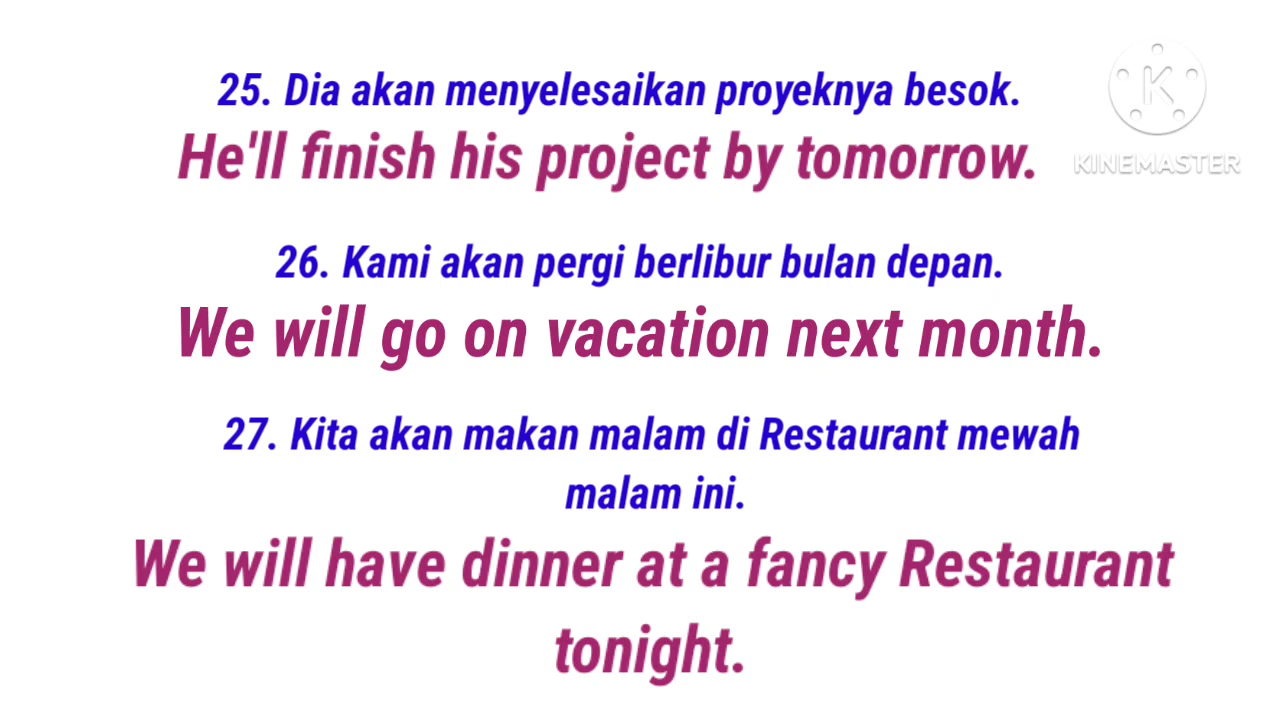 25. Dia akan menyelesaikan proyeknya besok.
He'll finish his project by tomorrow.
KINEMASTER
26. Kami akan pergi berlibur bulan depan.
We will go on vacation next month.
27. Kita akan makan malam di Restaurant mewah
malam ini.
We will have dinner at a fancy Restaurant
tonight.